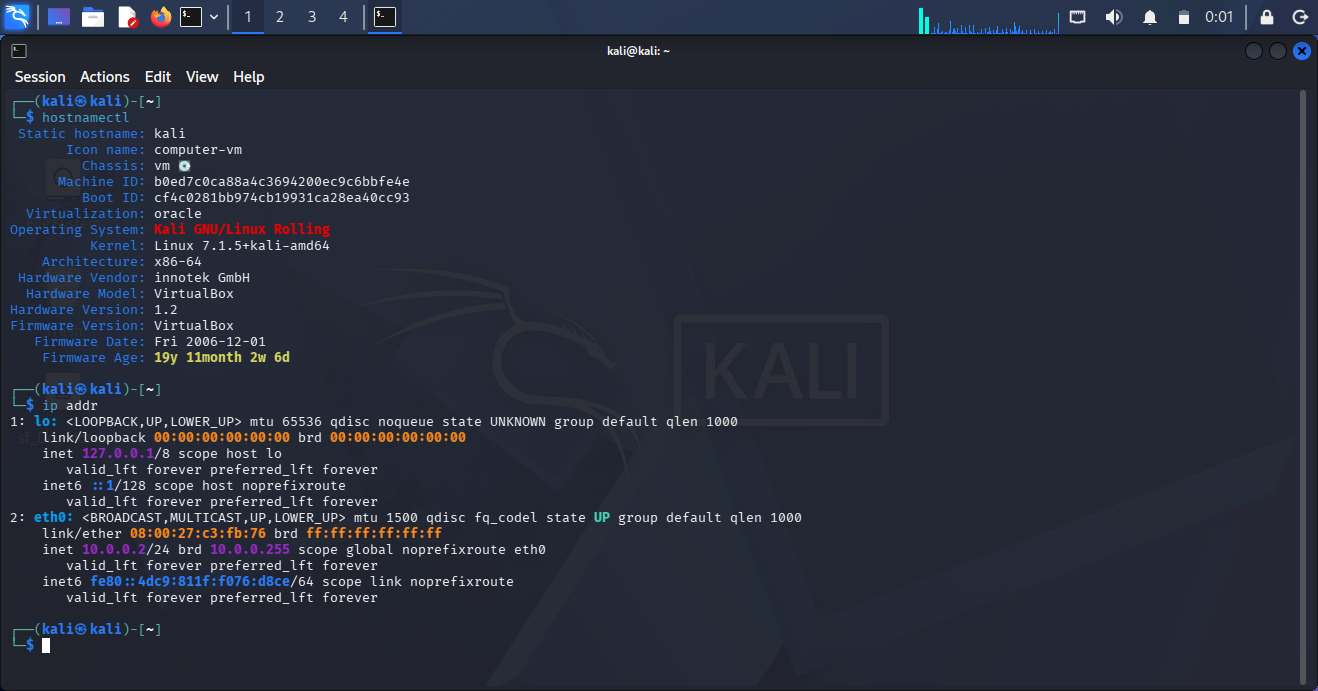 1 2 3 4 0:01
kali@kali: ~
Session Actions Edit View Help
┌──(kali㉿kali)-[~]
└─$ hostnamectl
Static hostname: kali
Icon name: computer-vm
Chassis: vm 💽
Machine ID: b0ed7c0ca88a4c3694200ec9c6bbfe4e
Boot ID: cf4c0281bb974cb19931ca28ea40cc93
Virtualization: oracle
Operating System: Kali GNU/Linux Rolling
Kernel: Linux 7.1.5+kali-amd64
Architecture: x86-64
Hardware Vendor: innotek GmbH
Hardware Model: VirtualBox
Hardware Version: 1.2
Firmware Version: VirtualBox
Firmware Date: Fri 2006-12-01
Firmware Age: 19y 11month 2w 6d
┌──(kali㉿kali)-[~]
└─$ ip addr
1: lo: <LOOPBACK,UP,LOWER_UP> mtu 65536 qdisc noqueue state UNKNOWN group default qlen 1000
link/loopback 00:00:00:00:00:00 brd 00:00:00:00:00:00
inet 127.0.0.1/8 scope host lo
valid_lft forever preferred_lft forever
inet6 ::1/128 scope host noprefixroute
valid_lft forever preferred_lft forever
2: eth0: <BROADCAST,MULTICAST,UP,LOWER_UP> mtu 1500 qdisc fq_codel state UP group default qlen 1000
link/ether 08:00:27:c3:fb:76 brd ff:ff:ff:ff:ff:ff
inet 10.0.0.2/24 brd 10.0.0.255 scope global noprefixroute eth0
valid_lft forever preferred_lft forever
inet6 fe80::4dc9:811f:f076:d8ce/64 scope link noprefixroute
valid_lft forever preferred_lft forever
┌──(kali㉿kali)-[~]
└─$
KALI